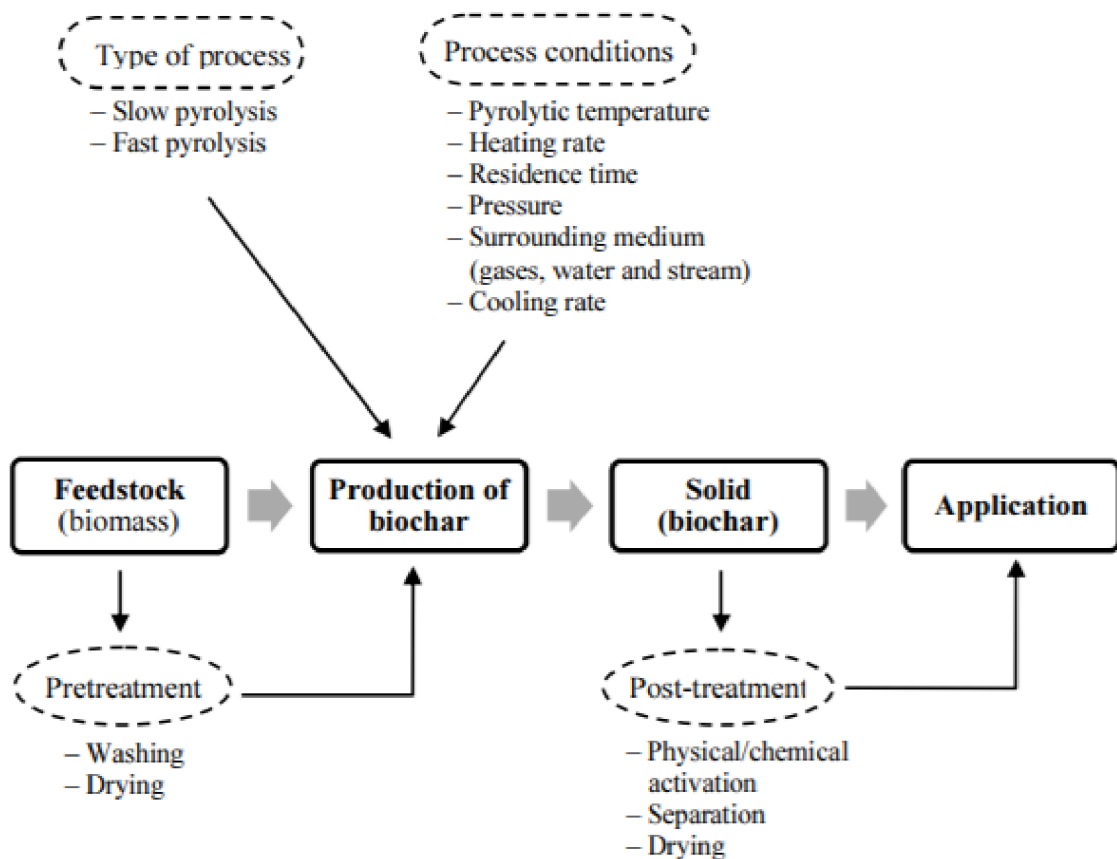 Type of process
– Slow pyrolysis
– Fast pyrolysis
Process conditions
– Pyrolytic temperature
– Heating rate
– Residence time
– Pressure
– Surrounding medium
(gases, water and stream)
– Cooling rate
Feedstock
(biomass)
Production of
biochar
Solid
(biochar)
Application
Pretreatment
– Washing
– Drying
Post-treatment
– Physical/chemical
activation
– Separation
– Drying